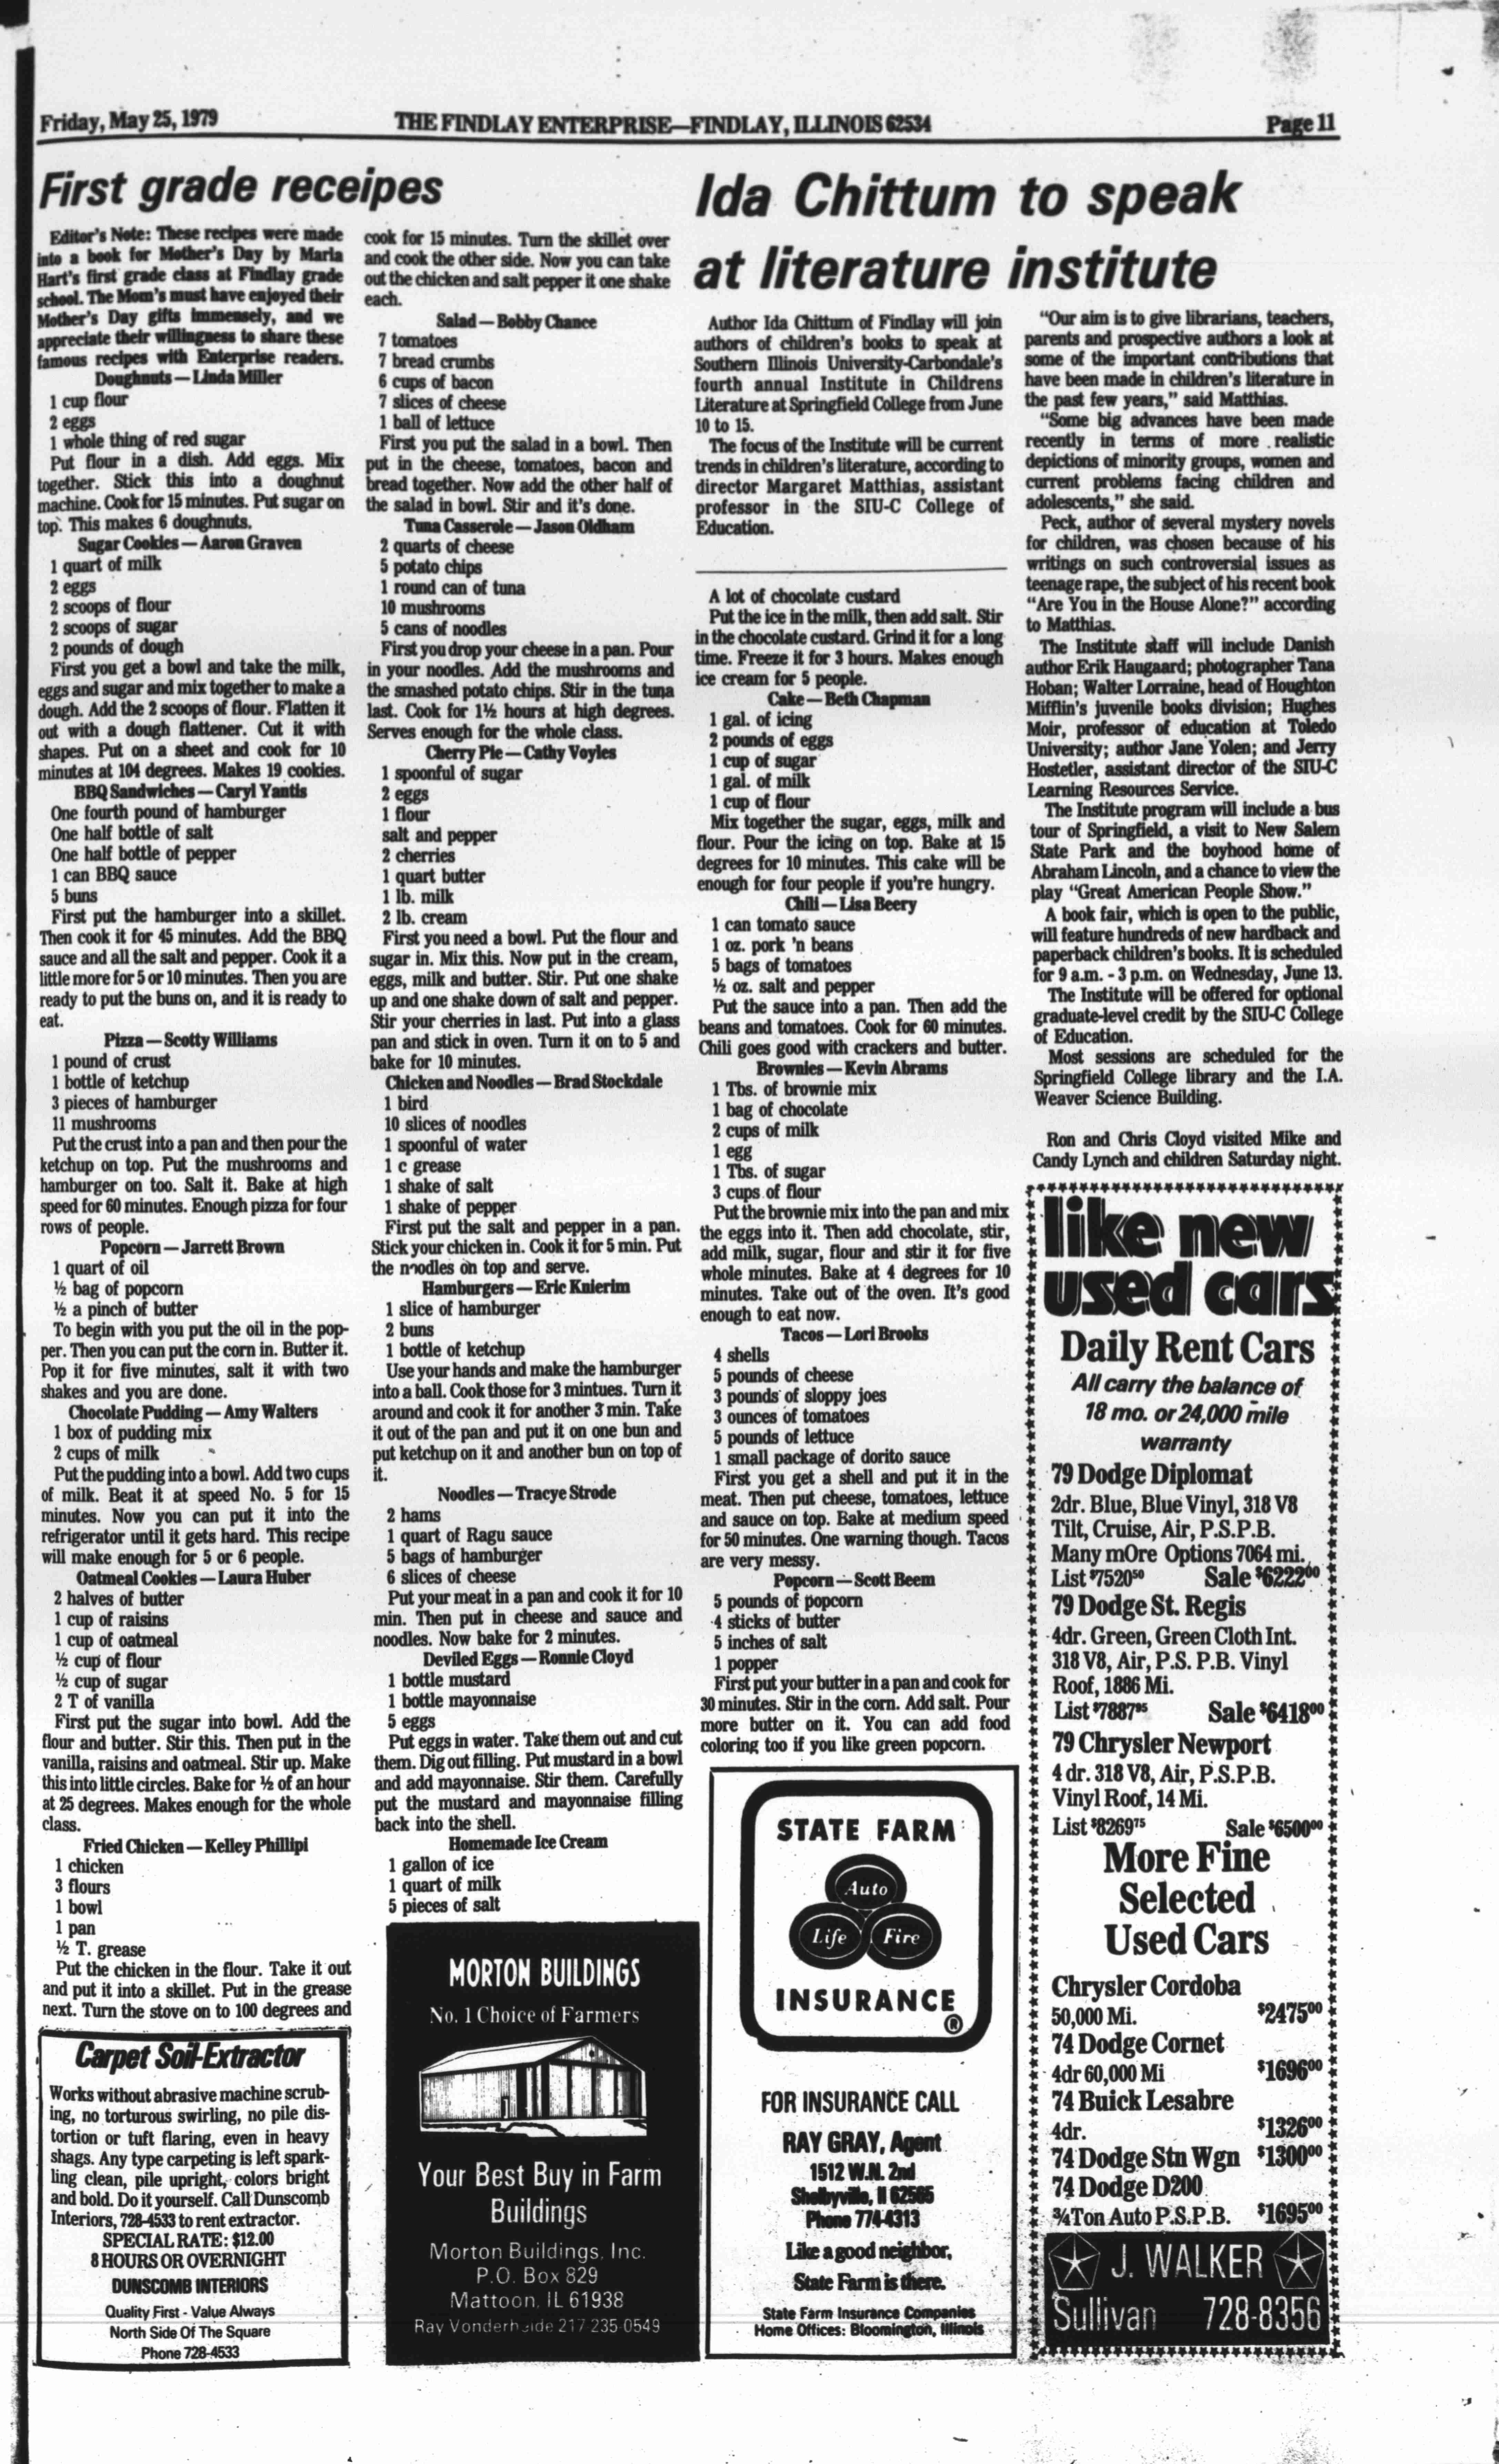 Friday, May 25, 1979
THE FINDLAY ENTERPRISE—FINDLAY, ILLINOIS 62534
Page 11
First grade receipes
Editor's Note: These recipes were made
into a book for Mother's Day by Marla
Hart's first grade class at Findlay grade
school. The Mom's must have enjoyed their
Mother's Day gifts immensely, and we
appreciate their willingness to share these
famous recipes with Enterprise readers.
Doughnuts — Linda Miller
1 cup flour
2 eggs
1 whole thing of red sugar
Put flour in a dish. Add eggs. Mix
together. Stick this into a doughnut
machine. Cook for 15 minutes. Put sugar on
top. This makes 6 doughnuts.
Sugar Cookies — Aaron Graven
1 quart of milk
2 eggs
2 scoops of flour
2 scoops of sugar
2 pounds of dough
First you get a bowl and take the milk,
eggs and sugar and mix together to make a
dough. Add the 2 scoops of flour. Flatten it
out with a dough flattener. Cut it with
shapes. Put on a sheet and cook for 10
minutes at 104 degrees. Makes 19 cookies.
BBQ Sandwiches — Caryl Yantis
One fourth pound of hamburger
One half bottle of salt
One half bottle of pepper
1 can BBQ sauce
5 buns
First put the hamburger into a skillet.
Then cook it for 45 minutes. Add the BBQ
sauce and all the salt and pepper. Cook it a
little more for 5 or 10 minutes. Then you are
ready to put the buns on, and it is ready to
eat.
Pizza — Scotty Williams
1 pound of crust
1 bottle of ketchup
3 pieces of hamburger
11 mushrooms
Put the crust into a pan and then pour the
ketchup on top. Put the mushrooms and
hamburger on too. Salt it. Bake at high
speed for 60 minutes. Enough pizza for four
rows of people.
Popcorn — Jarrett Brown
1 quart of oil
½ bag of popcorn
½ a pinch of butter
To begin with you put the oil in the pop-
per. Then you can put the corn in. Butter it.
Pop it for five minutes, salt it with two
shakes and you are done.
Chocolate Pudding — Amy Walters
1 box of pudding mix
2 cups of milk
Put the pudding into a bowl. Add two cups
of milk. Beat it at speed No. 5 for 15
minutes. Now you can put it into the
refrigerator until it gets hard. This recipe
will make enough for 5 or 6 people.
Oatmeal Cookies — Laura Huber
2 halves of butter
1 cup of raisins
1 cup of oatmeal
½ cup of flour
½ cup of sugar
2 T of vanilla
First put the sugar into bowl. Add the
flour and butter. Stir this. Then put in the
vanilla, raisins and oatmeal. Stir up. Make
this into little circles. Bake for ½ of an hour
at 25 degrees. Makes enough for the whole
class.
Fried Chicken — Kelley Phillipi
1 chicken
3 flours
1 bowl
1 pan
½ T. grease
Put the chicken in the flour. Take it out
and put it into a skillet. Put in the grease
next. Turn the stove on to 100 degrees and
cook for 15 minutes. Turn the skillet over
and cook the other side. Now you can take
out the chicken and salt pepper it one shake
each.
Salad — Bobby Chance
7 tomatoes
7 bread crumbs
6 cups of bacon
7 slices of cheese
1 ball of lettuce
First you put the salad in a bowl. Then
put in the cheese, tomatoes, bacon and
bread together. Now add the other half of
the salad in bowl. Stir and it's done.
Tuna Casserole — Jason Oldham
2 quarts of cheese
5 potato chips
1 round can of tuna
10 mushrooms
5 cans of noodles
First you drop your cheese in a pan. Pour
in your noodles. Add the mushrooms and
the smashed potato chips. Stir in the tuna
last. Cook for 1½ hours at high degrees.
Serves enough for the whole class.
Cherry Pie — Cathy Voyles
1 spoonful of sugar
2 eggs
1 flour
salt and pepper
2 cherries
1 quart butter
1 lb. milk
2 lb. cream
First you need a bowl. Put the flour and
sugar in. Mix this. Now put in the cream,
eggs, milk and butter. Stir. Put one shake
up and one shake down of salt and pepper.
Stir your cherries in last. Put into a glass
pan and stick in oven. Turn it on to 5 and
bake for 10 minutes.
Chicken and Noodles — Brad Stockdale
1 bird
10 slices of noodles
1 spoonful of water
1 c grease
1 shake of salt
1 shake of pepper
First put the salt and pepper in a pan.
Stick your chicken in. Cook it for 5 min. Put
the noodles on top and serve.
Hamburgers — Eric Knierim
1 slice of hamburger
2 buns
1 bottle of ketchup
Use your hands and make the hamburger
into a ball. Cook those for 3 mintues. Turn it
around and cook it for another 3 min. Take
it out of the pan and put it on one bun and
put ketchup on it and another bun on top of
it.
Noodles — Tracye Strode
2 hams
1 quart of Ragu sauce
5 bags of hamburger
6 slices of cheese
Put your meat in a pan and cook it for 10
min. Then put in cheese and sauce and
noodles. Now bake for 2 minutes.
Deviled Eggs — Ronnie Cloyd
1 bottle mustard
1 bottle mayonnaise
5 eggs
Put eggs in water. Take them out and cut
them. Dig out filling. Put mustard in a bowl
and add mayonnaise. Stir them. Carefully
put the mustard and mayonnaise filling
back into the shell.
Homemade Ice Cream
1 gallon of ice
1 quart of milk
5 pieces of salt
A lot of chocolate custard
Put the ice in the milk, then add salt. Stir
in the chocolate custard. Grind it for a long
time. Freeze it for 3 hours. Makes enough
ice cream for 5 people.
Cake — Beth Chapman
1 gal. of icing
2 pounds of eggs
1 cup of sugar
1 gal. of milk
1 cup of flour
Mix together the sugar, eggs, milk and
flour. Pour the icing on top. Bake at 15
degrees for 10 minutes. This cake will be
enough for four people if you're hungry.
Chili — Lisa Beery
1 can tomato sauce
1 oz. pork 'n beans
5 bags of tomatoes
½ oz. salt and pepper
Put the sauce into a pan. Then add the
beans and tomatoes. Cook for 60 minutes.
Chili goes good with crackers and butter.
Brownies — Kevin Abrams
1 Tbs. of brownie mix
1 bag of chocolate
2 cups of milk
1 egg
1 Tbs. of sugar
3 cups of flour
Put the brownie mix into the pan and mix
the eggs into it. Then add chocolate, stir,
add milk, sugar, flour and stir it for five
whole minutes. Bake at 4 degrees for 10
minutes. Take out of the oven. It's good
enough to eat now.
Tacos — Lori Brooks
4 shells
5 pounds of cheese
3 pounds of sloppy joes
3 ounces of tomatoes
5 pounds of lettuce
1 small package of dorito sauce
First you get a shell and put it in the
meat. Then put cheese, tomatoes, lettuce
and sauce on top. Bake at medium speed
for 50 minutes. One warning though. Tacos
are very messy.
Popcorn — Scott Beem
5 pounds of popcorn
4 sticks of butter
5 inches of salt
1 popper
First put your butter in a pan and cook for
30 minutes. Stir in the corn. Add salt. Pour
more butter on it. You can add food
coloring too if you like green popcorn.
Ida Chittum to speak
at literature institute
Author Ida Chittum of Findlay will join
authors of children's books to speak at
Southern Illinois University-Carbondale's
fourth annual Institute in Childrens
Literature at Springfield College from June
10 to 15.
The focus of the Institute will be current
trends in children's literature, according to
director Margaret Matthias, assistant
professor in the SIU-C College of
Education.
"Our aim is to give librarians, teachers,
parents and prospective authors a look at
some of the important contributions that
have been made in children's literature in
the past few years," said Matthias.
"Some big advances have been made
recently in terms of more realistic
depictions of minority groups, women and
current problems facing children and
adolescents," she said.
Peck, author of several mystery novels
for children, was chosen because of his
writings on such controversial issues as
teenage rape, the subject of his recent book
"Are You in the House Alone?" according
to Matthias.
The Institute staff will include Danish
author Erik Haugaard; photographer Tana
Hoban; Walter Lorraine, head of Houghton
Mifflin's juvenile books division; Hughes
Moir, professor of education at Toledo
University; author Jane Yolen; and Jerry
Hostetler, assistant director of the SIU-C
Learning Resources Service.
The Institute program will include a bus
tour of Springfield, a visit to New Salem
State Park and the boyhood home of
Abraham Lincoln, and a chance to view the
play "Great American People Show."
A book fair, which is open to the public,
will feature hundreds of new hardback and
paperback children's books. It is scheduled
for 9 a.m. - 3 p.m. on Wednesday, June 13.
The Institute will be offered for optional
graduate-level credit by the SIU-C College
of Education.
Most sessions are scheduled for the
Springfield College library and the I.A.
Weaver Science Building.
Ron and Chris Cloyd visited Mike and
Candy Lynch and children Saturday night.
Carpet Soil-Extractor
Works without abrasive machine scrub-
ing, no torturous swirling, no pile dis-
tortion or tuft flaring, even in heavy
shags. Any type carpeting is left spark-
ling clean, pile upright, colors bright
and bold. Do it yourself. Call Dunscomb
Interiors, 728-4533 to rent extractor.
SPECIAL RATE: $12.00
8 HOURS OR OVERNIGHT
DUNSCOMB INTERIORS
Quality First - Value Always
North Side Of The Square
Phone 728-4533
MORTON BUILDINGS
No. 1 Choice of Farmers
Your Best Buy in Farm
Buildings
Morton Buildings, Inc.
P.O. Box 829
Mattoon, IL 61938
Ray Vonderheide 217-235-0549
STATE FARM
Auto
Life Fire
INSURANCE
®
FOR INSURANCE CALL
RAY GRAY, Agent
1512 W.N. 2nd
Shelbyville, Il 62565
Phone 774-4313
Like a good neighbor,
State Farm is there.
State Farm Insurance Companies
Home Offices: Bloomington, Illinois
like new
used cars
Daily Rent Cars
All carry the balance of
18 mo. or 24,000 mile
warranty
79 Dodge Diplomat
2dr. Blue, Blue Vinyl, 318 V8
Tilt, Cruise, Air, P.S.P.B.
Many mOre Options 7064 mi.
List $7520⁵⁰ Sale $6222⁰⁰
79 Dodge St. Regis
4dr. Green, Green Cloth Int.
318 V8, Air, P.S. P.B. Vinyl
Roof, 1886 Mi.
List $7887⁹⁵ Sale $6418⁰⁰
79 Chrysler Newport
4 dr. 318 V8, Air, P.S.P.B.
Vinyl Roof, 14 Mi.
List $8269⁷⁵ Sale $6500⁰⁰
More Fine
Selected
Used Cars
Chrysler Cordoba
50,000 Mi. $2475⁰⁰
74 Dodge Cornet
4dr 60,000 Mi $1696⁰⁰
74 Buick Lesabre
4dr. $1326⁰⁰
74 Dodge Stn Wgn $1300⁰⁰
74 Dodge D200
¾ Ton Auto P.S.P.B. $1695⁰⁰
J. WALKER
Sullivan 728-8356